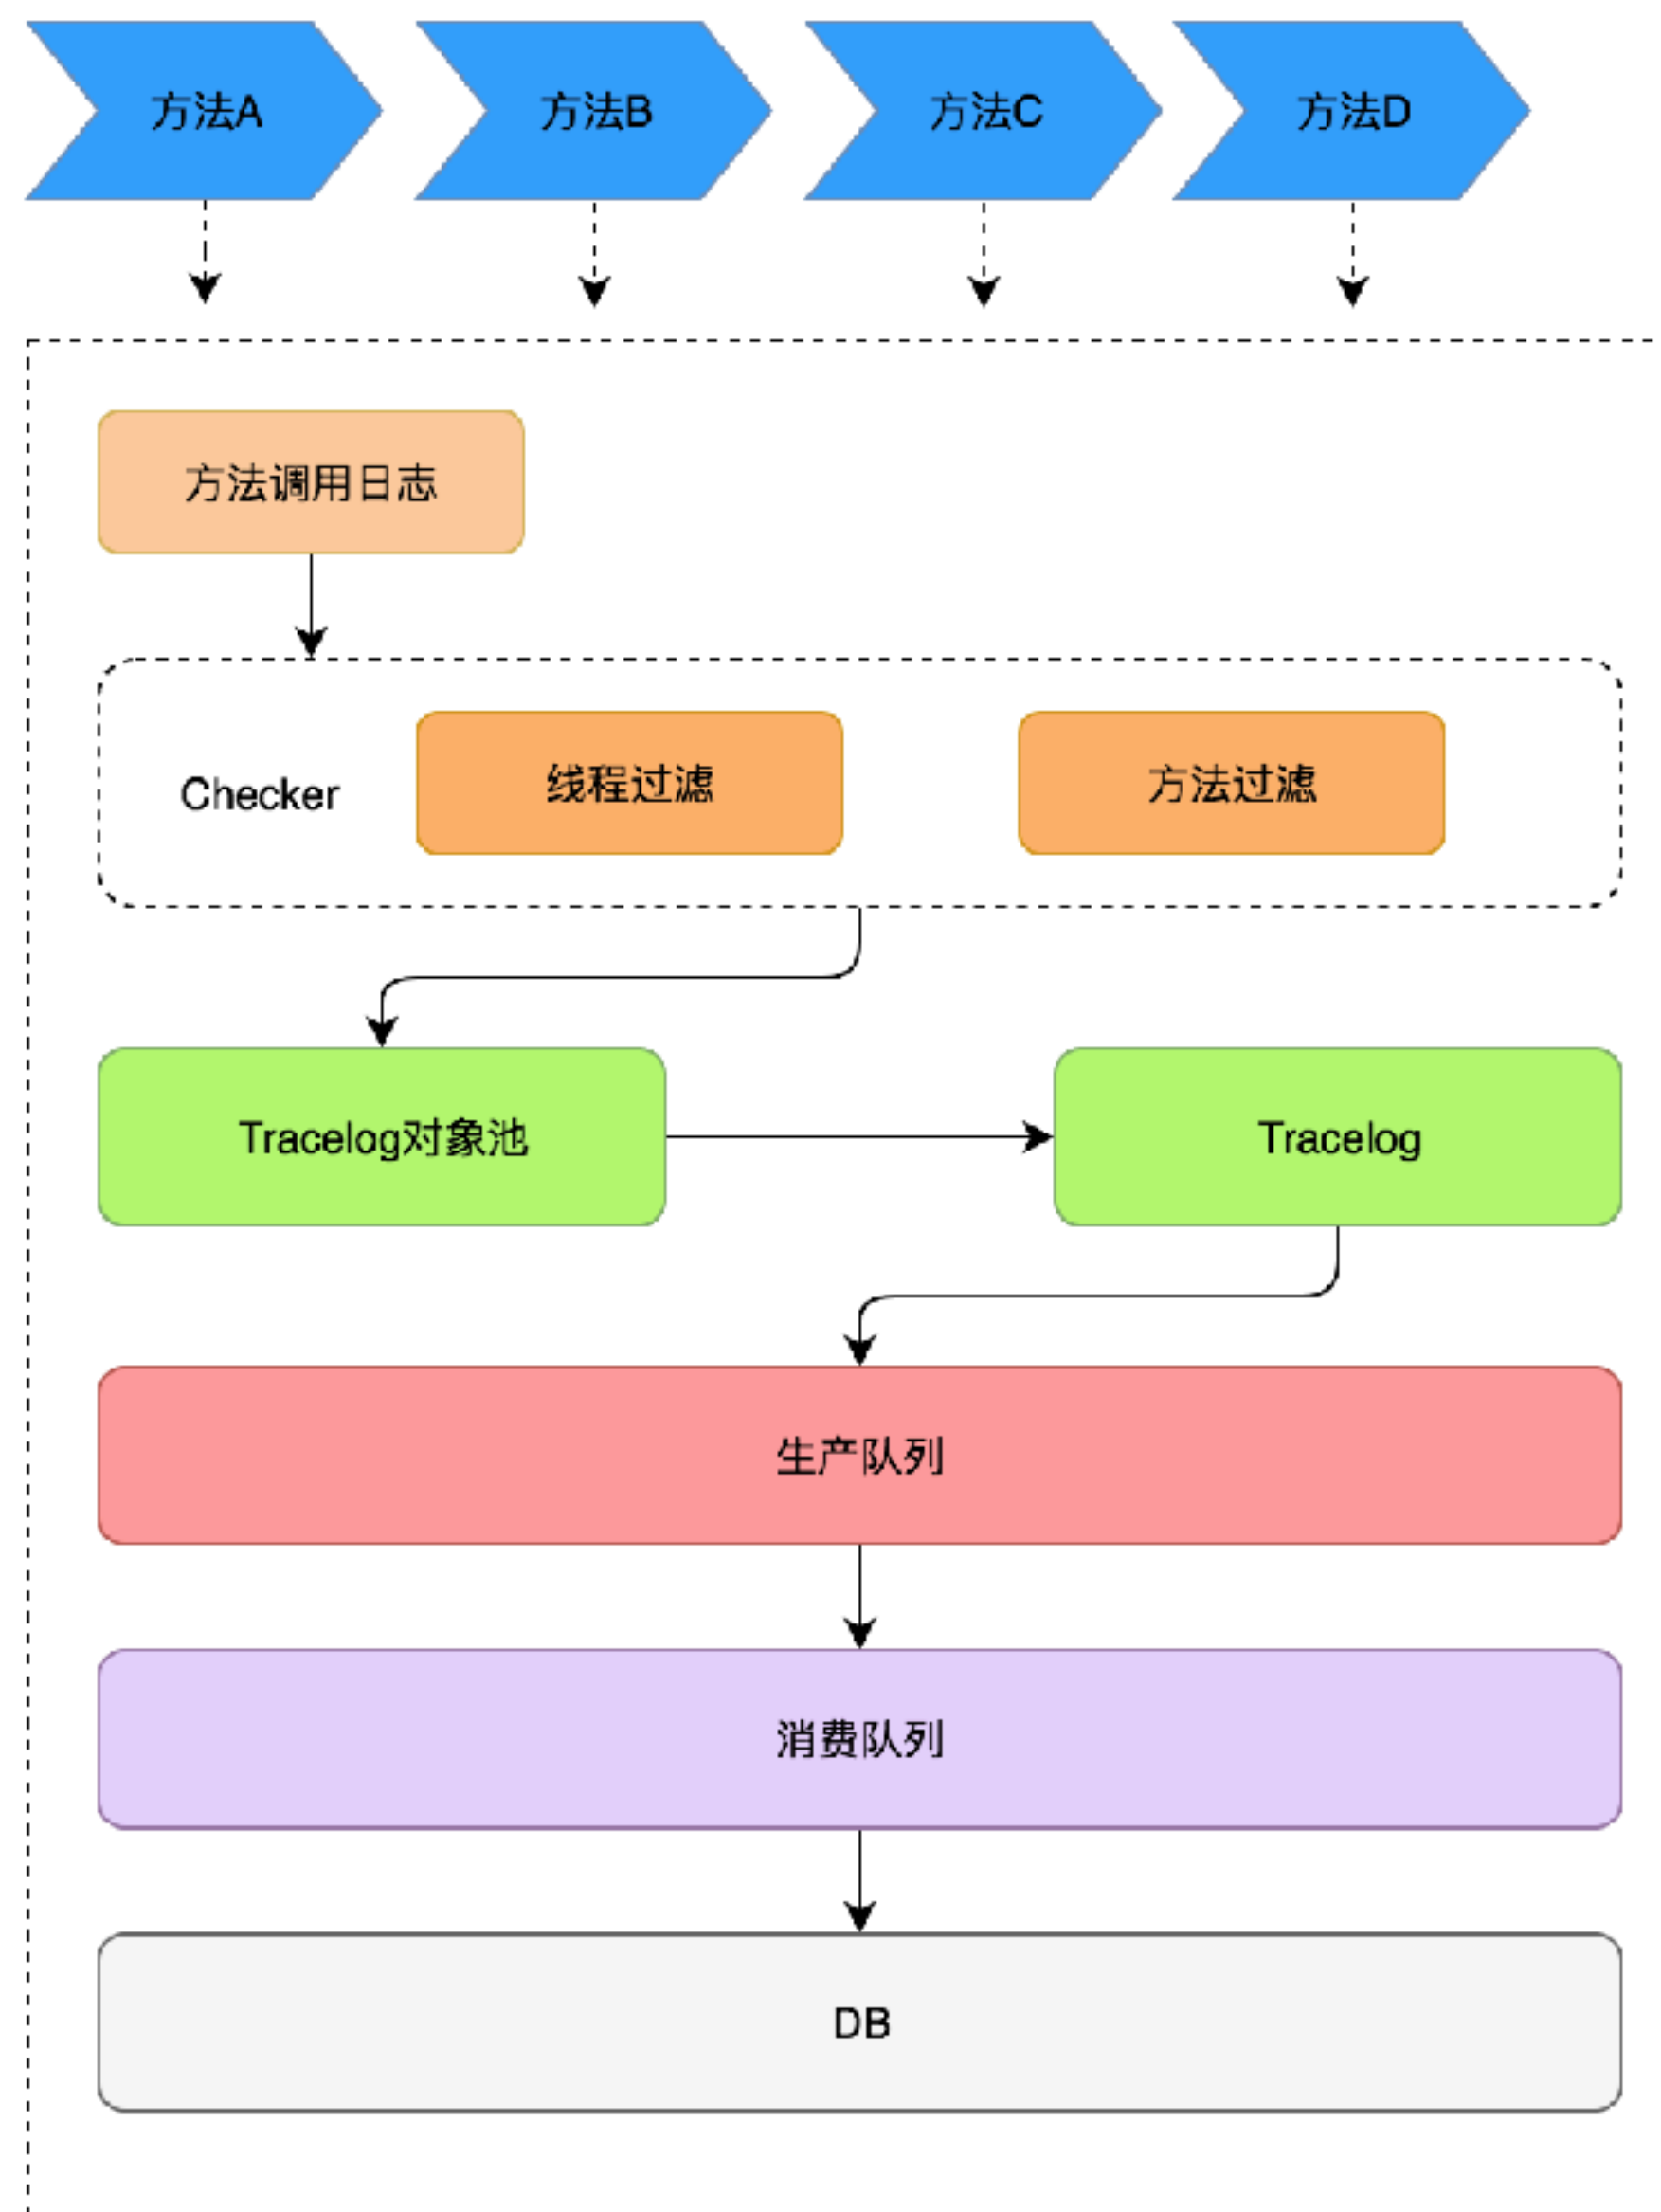 方法A
方法B
方法C
方法D
方法调用日志
Checker
线程过滤
方法过滤
Tracelog对象池
Tracelog
生产队列
消费队列
DB